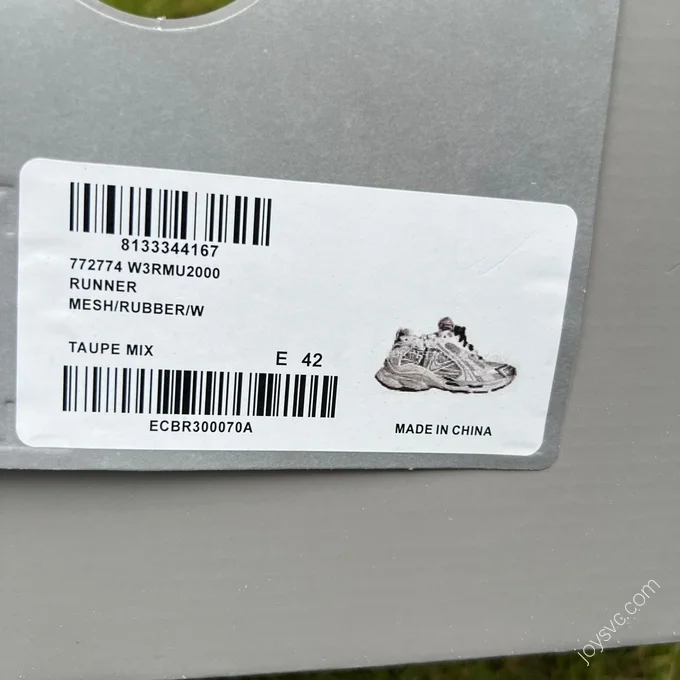 8133344167
772774 W3RMU2000
RUNNER
MESH/RUBBER/W
TAUPE MIX
E 42
ECBR300070A
MADE IN CHINA
joysvc.com